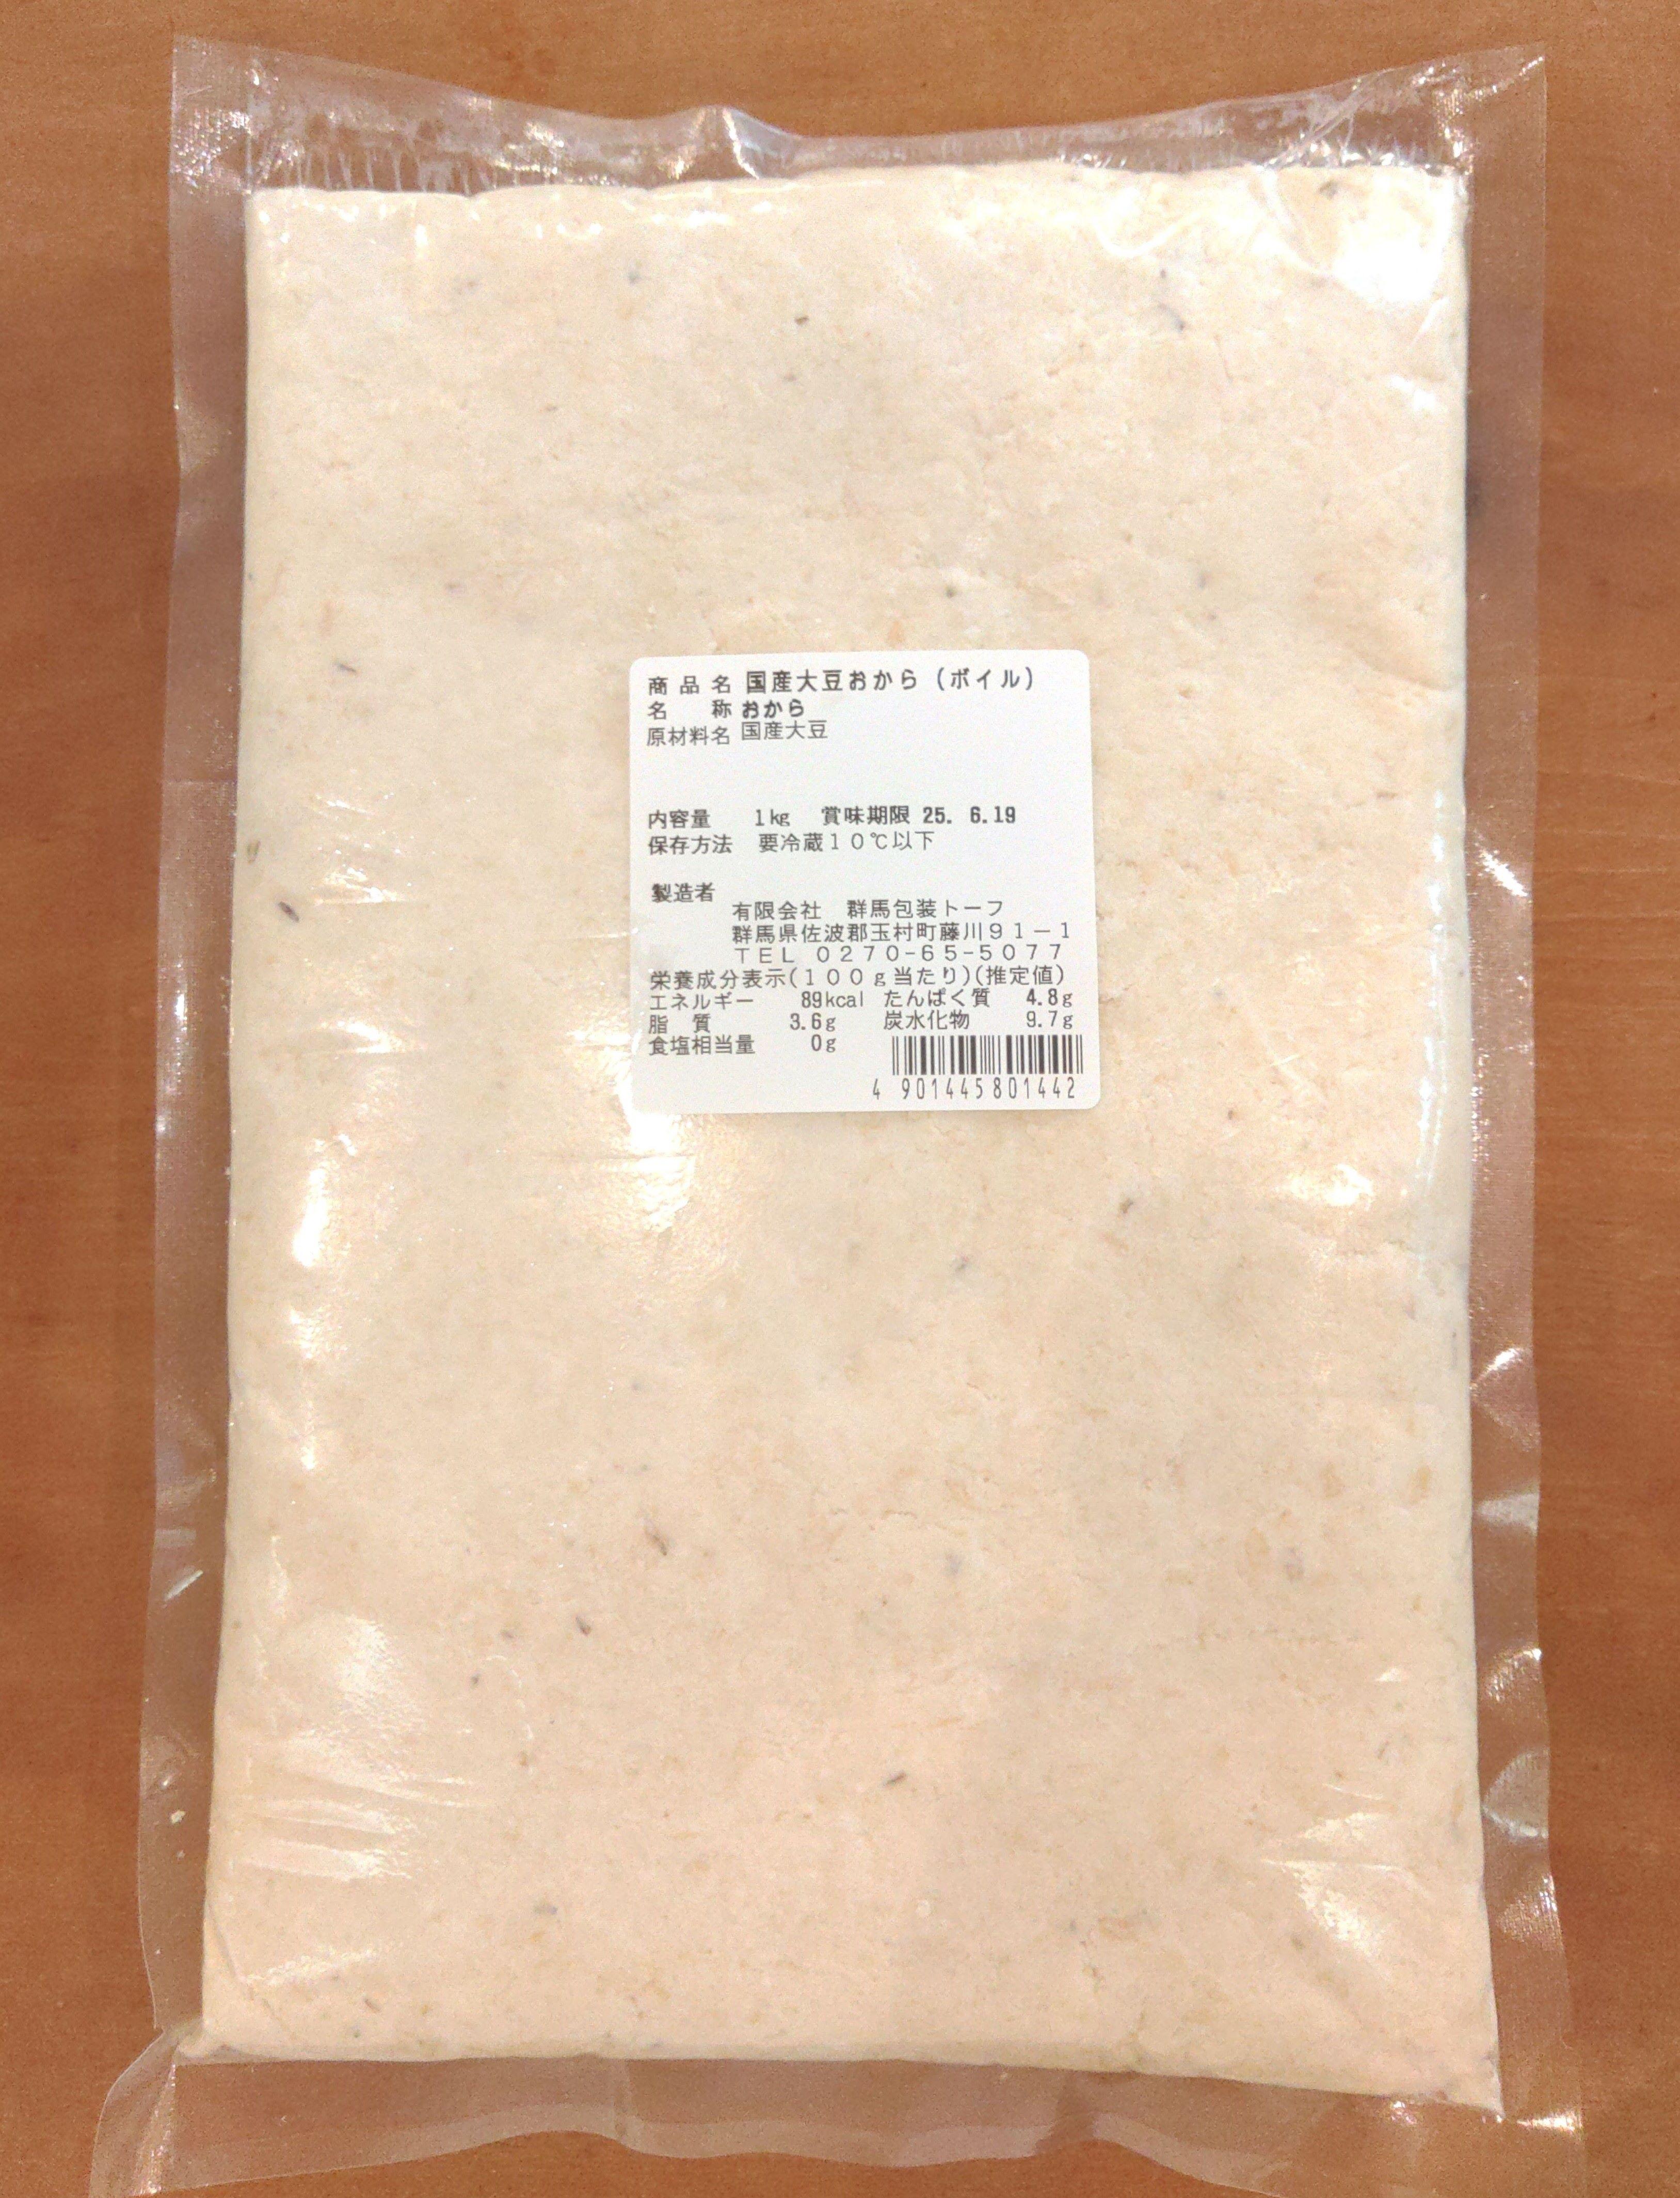 商品名 国産大豆おから（ボイル）
名　称 おから
原材料名 国産大豆
内容量 1kg 賞味期限 25. 6.19
保存方法 要冷蔵１０℃以下
製造者
有限会社　群馬包装トーフ
群馬県佐波郡玉村町藤川９１－１
ＴＥＬ ０２７０-６５-５０７７
栄養成分表示(１００ｇ当たり)(推定値)
エネルギー 89kcal たんぱく質 4.8g
脂　質 3.6g 炭水化物 9.7g
食塩相当量 0g
4 901445 801442